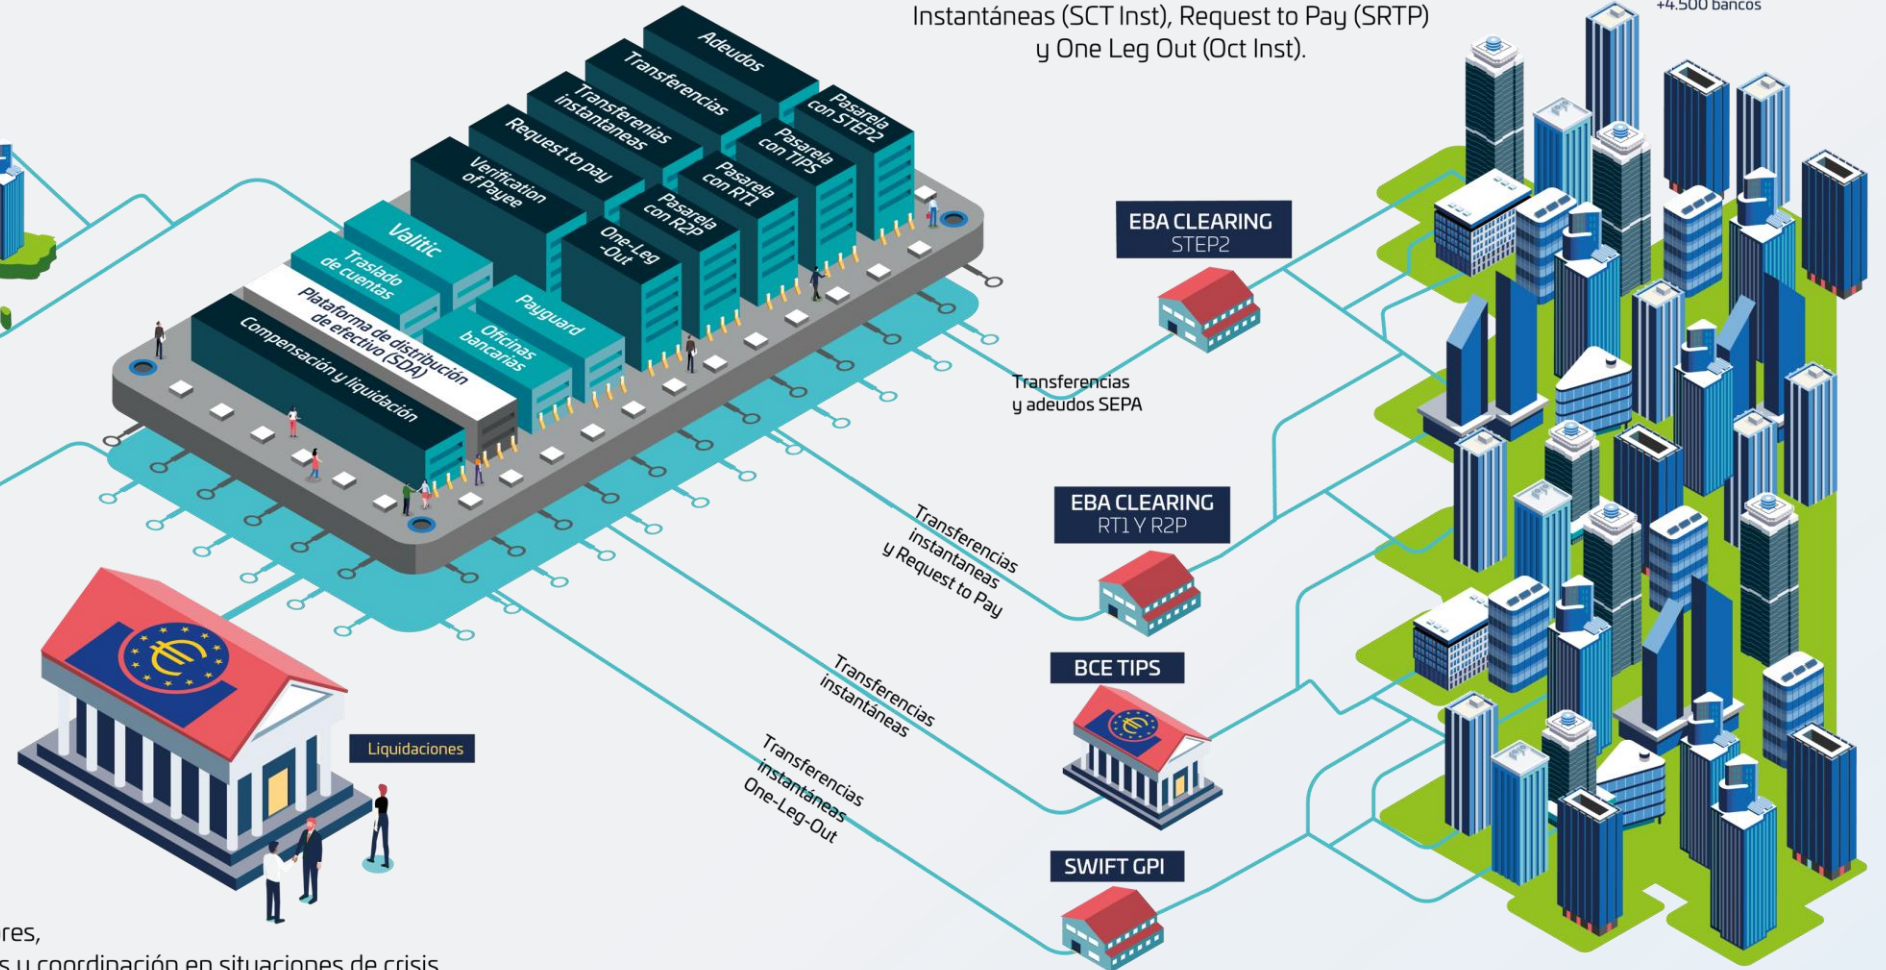 Instantáneas (SCT Inst), Request to Pay (SRTP)
y One Leg Out (Oct Inst).
+4.500 bancos
Adeudos
Transferencias
Transferenias
instantaneas
Request to pay
Verification
of Payee
Valitic
Traslado
de cuentas
Plataforma de distribución
de efectivo (SDA)
Compensación y liquidación
Pasarela
con STEP2
Pasarela
con TIPS
Pasarela
con RT1
Pasarela
con R2P
One-Leg
-Out
Payguard
Oficinas
bancarias
EBA CLEARING
STEP2
Transferencias
y adeudos SEPA
EBA CLEARING
RT1 Y R2P
Transferencias
instantaneas
y Request to Pay
BCE TIPS
Transferencias
instantáneas
Transferencias
instantáneas
One-Leg-Out
SWIFT GPI
Liquidaciones
res,
s y coordinación en situaciones de crisis